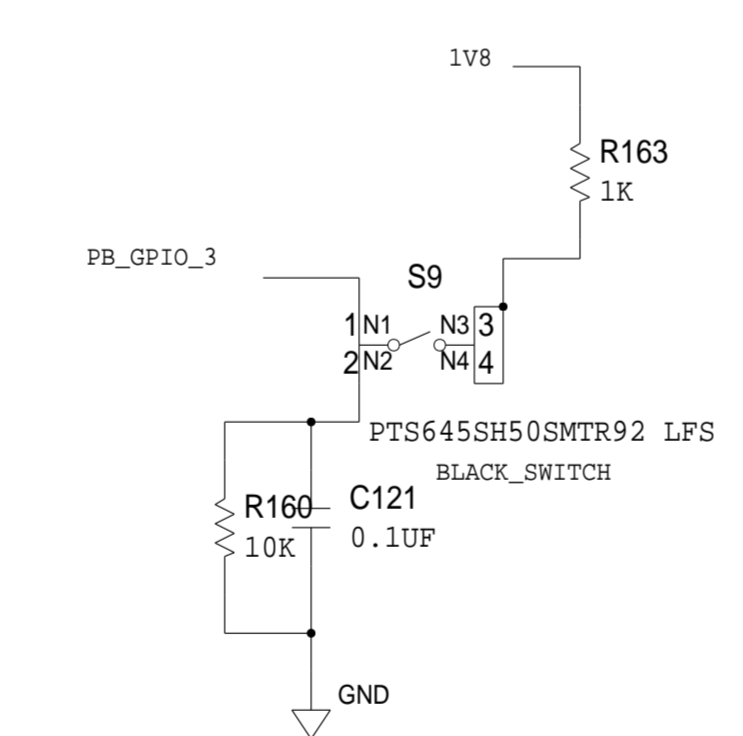 1V8
R163
1K
PB_GPIO_3
S9
1 N1 N3 3
2 N2 N4 4
PTS645SH50SMTR92 LFS
BLACK_SWITCH
R160 C121
10K 0.1UF
GND